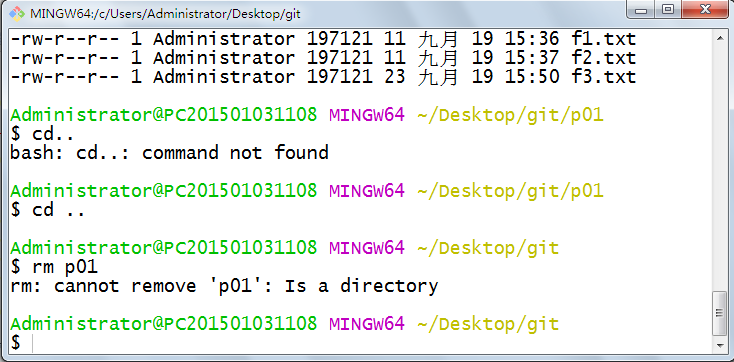 MINGW64:/c/Users/Administrator/Desktop/git
-rw-r--r-- 1 Administrator 197121 11 九月 19 15:36 f1.txt
-rw-r--r-- 1 Administrator 197121 11 九月 19 15:37 f2.txt
-rw-r--r-- 1 Administrator 197121 23 九月 19 15:50 f3.txt
Administrator@PC201501031108 MINGW64 ~/Desktop/git/p01
$ cd..
bash: cd..: command not found
Administrator@PC201501031108 MINGW64 ~/Desktop/git/p01
$ cd ..
Administrator@PC201501031108 MINGW64 ~/Desktop/git
$ rm p01
rm: cannot remove 'p01': Is a directory
Administrator@PC201501031108 MINGW64 ~/Desktop/git
$